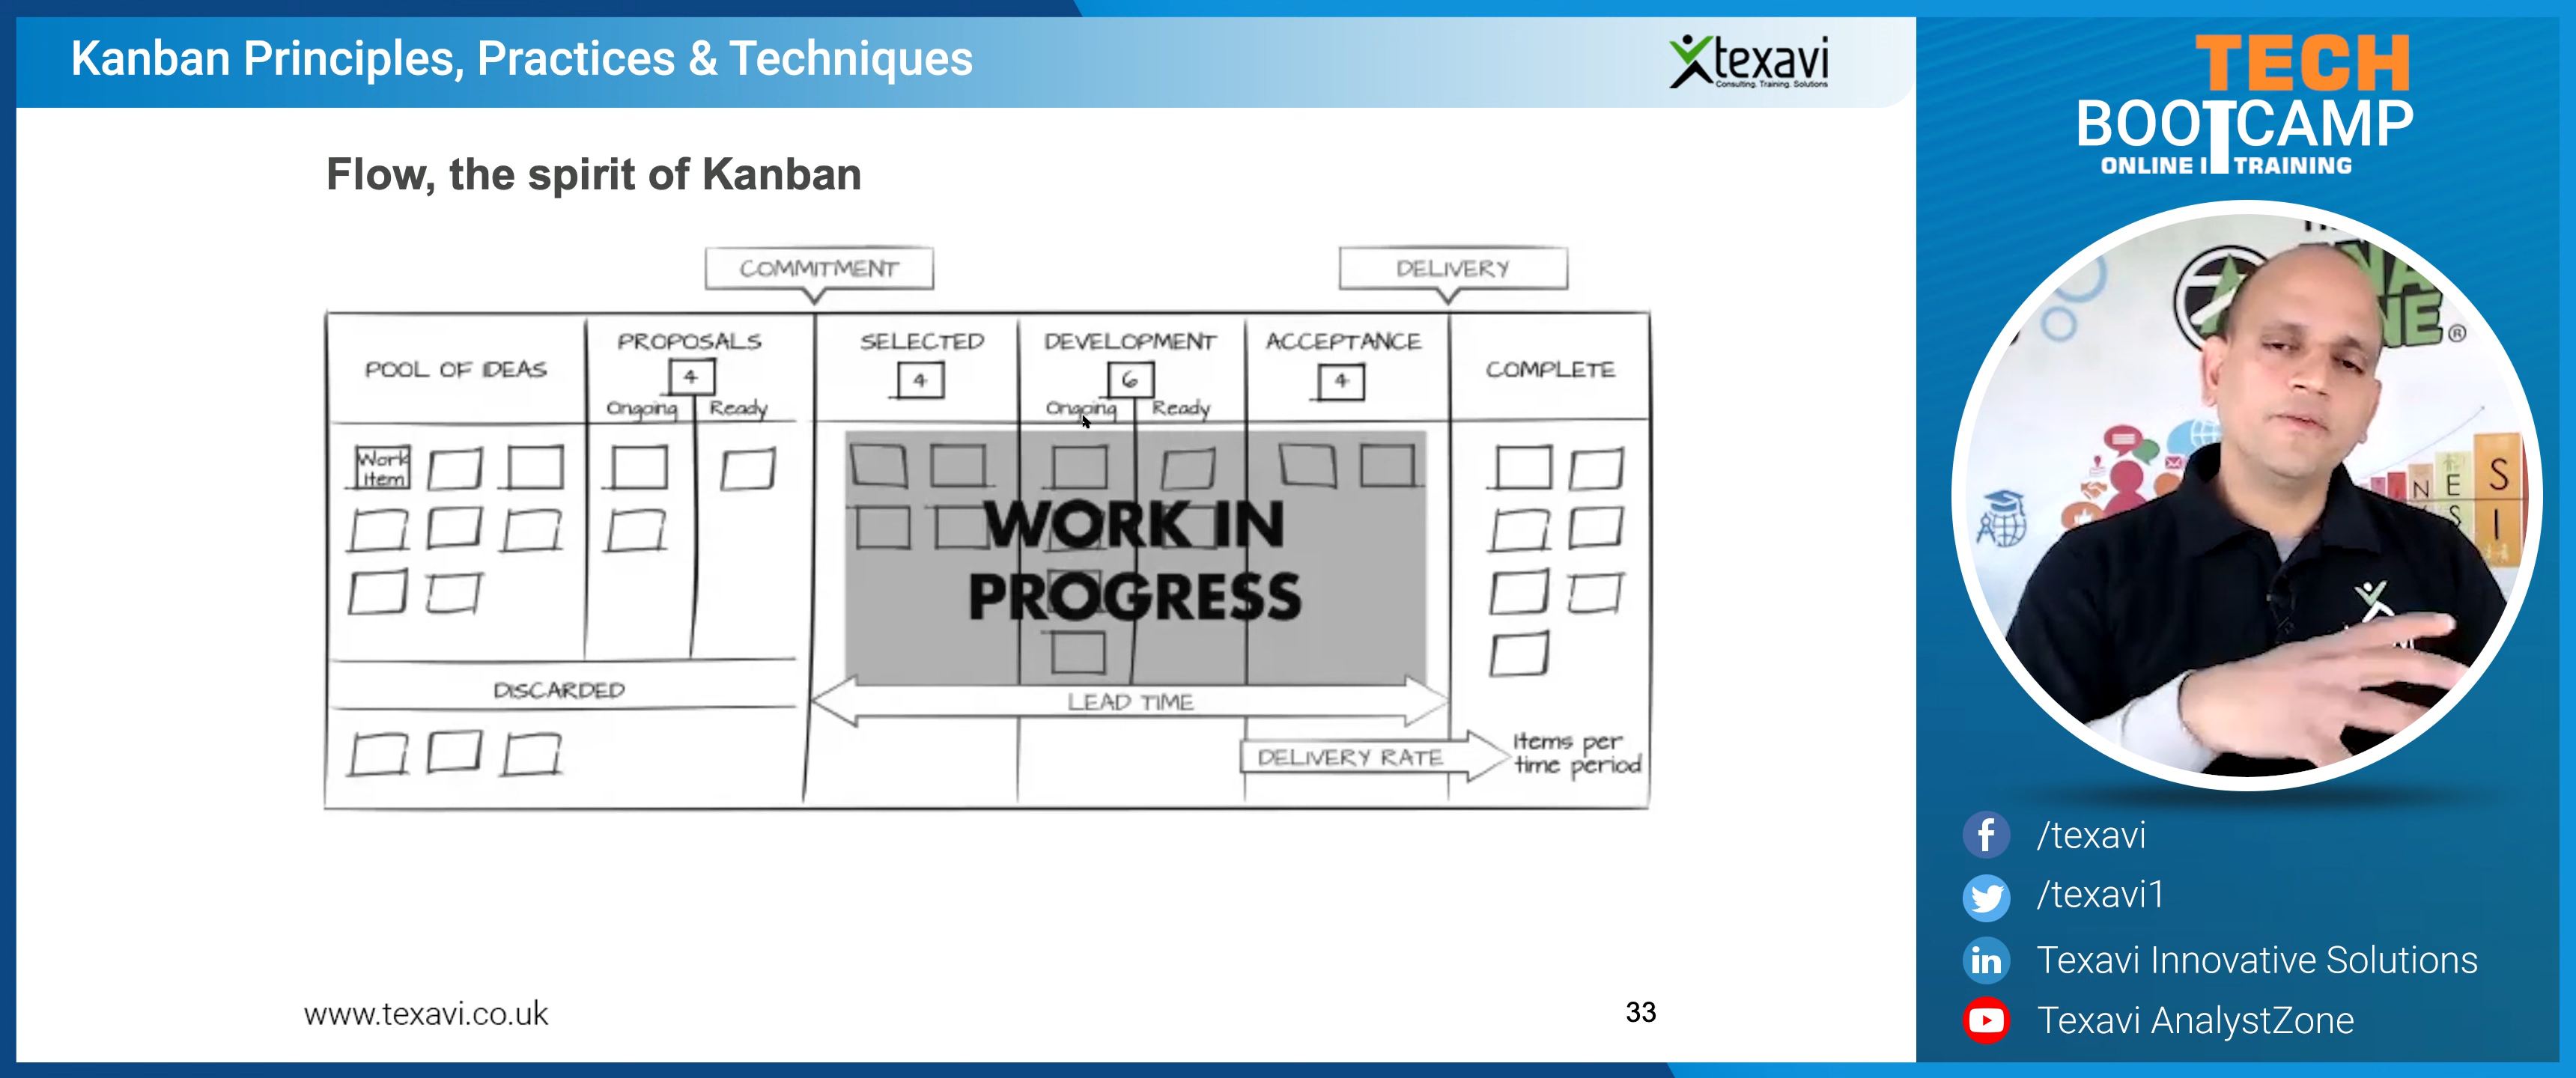 Kanban Principles, Practices & Techniques
texavi
Consulting. Training. Solutions
TECH
BOOTCAMP
ONLINE IT TRAINING
Flow, the spirit of Kanban
COMMITMENT
DELIVERY
POOL OF IDEAS
PROPOSALS
4
Ongoing
Ready
SELECTED
4
DEVELOPMENT
6
Ongoing
Ready
ACCEPTANCE
4
COMPLETE
Work
Item
WORK IN
PROGRESS
DISCARDED
LEAD TIME
DELIVERY RATE
Items per
time period
N E S
S I
/texavi
/texavi1
Texavi Innovative Solutions
Texavi AnalystZone
www.texavi.co.uk
33